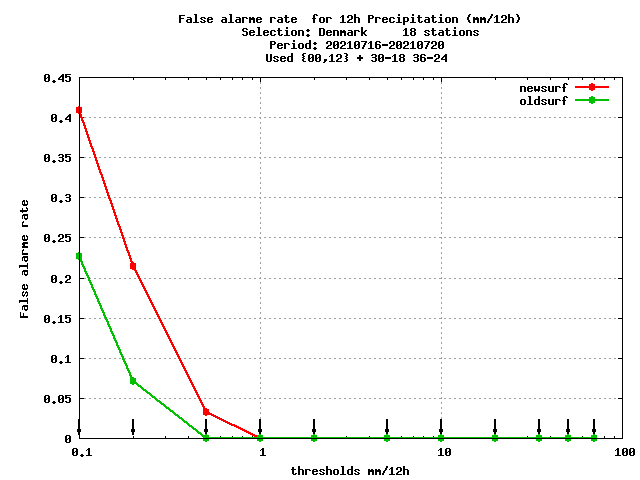 False alarme rate  for 12h Precipitation (mm/12h)
Selection: Denmark     18 stations
Period: 20210716-20210720
Used {00,12} + 30-18 36-24
newsurf
oldsurf
0.45
0.4
0.35
0.3
0.25
0.2
0.15
0.1
0.05
0
False alarme rate
0.1
1
10
100
thresholds mm/12h